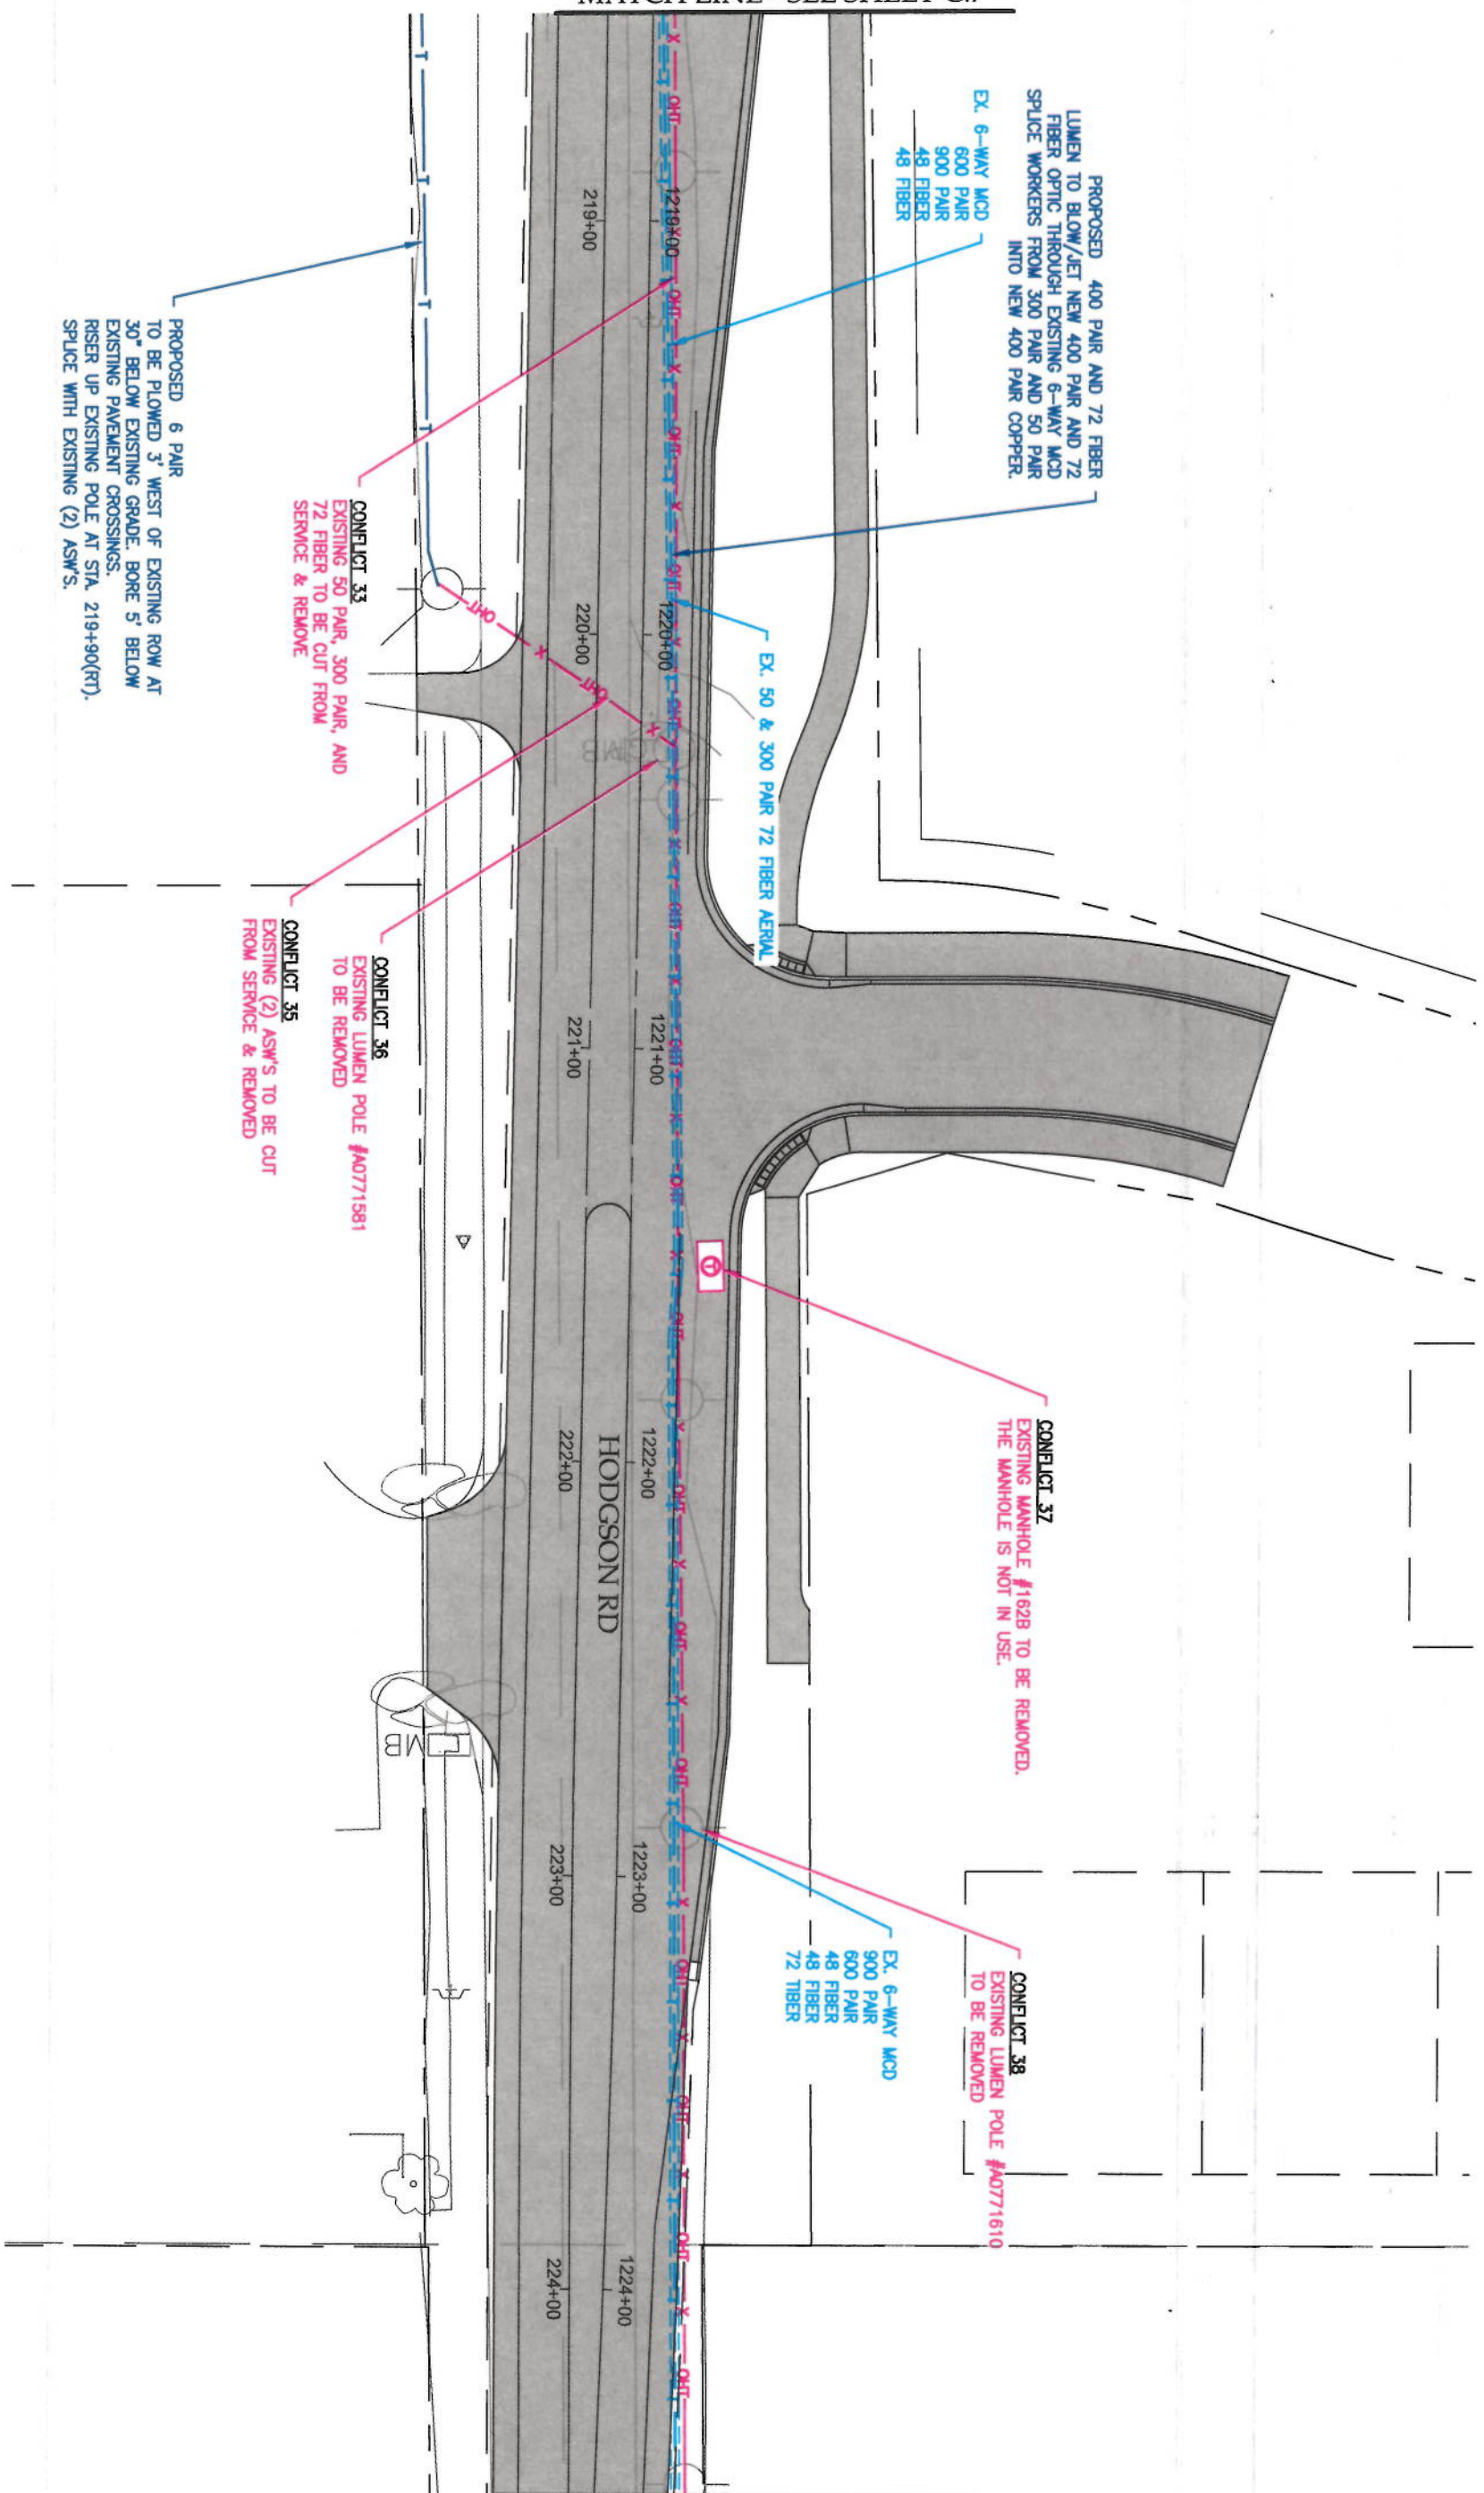 PROPOSED 400 PAIR AND 72 FIBER
LUMEN TO BLOW/JET NEW 400 PAIR AND 72
FIBER OPTIC THROUGH EXISTING 6-WAY MCD
SPLICE WORKERS FROM 300 PAIR AND 50 PAIR
INTO NEW 400 PAIR COPPER.
EX. 6-WAY MCD
600 PAIR
900 PAIR
48 FIBER
48 FIBER
EX. 50 & 300 PAIR 72 FIBER AERIAL
CONFLICT 37
EXISTING MANHOLE #162B TO BE REMOVED.
THE MANHOLE IS NOT IN USE.
CONFLICT 38
EXISTING LUMEN POLE #A0771610
TO BE REMOVED
EX. 6-WAY MCD
900 PAIR
600 PAIR
48 FIBER
48 FIBER
72 TIBER
1219+00
1220+00
1221+00
1222+00
1223+00
1224+00
HODGSON RD
219+00
220+00
221+00
222+00
223+00
224+00
CONFLICT 33
EXISTING 50 PAIR, 300 PAIR, AND
72 FIBER TO BE CUT FROM
SERVICE & REMOVE
CONFLICT 36
EXISTING LUMEN POLE #A0771581
TO BE REMOVED
CONFLICT 35
EXISTING (2) ASW'S TO BE CUT
FROM SERVICE & REMOVED
PROPOSED 6 PAIR
TO BE PLOWED 3' WEST OF EXISTING ROW AT
30" BELOW EXISTING GRADE. BORE 5' BELOW
EXISTING PAVEMENT CROSSINGS.
RISER UP EXISTING POLE AT STA. 219+90(RT).
SPLICE WITH EXISTING (2) ASW'S.
OHT
OHT
T
T
T
T
MB